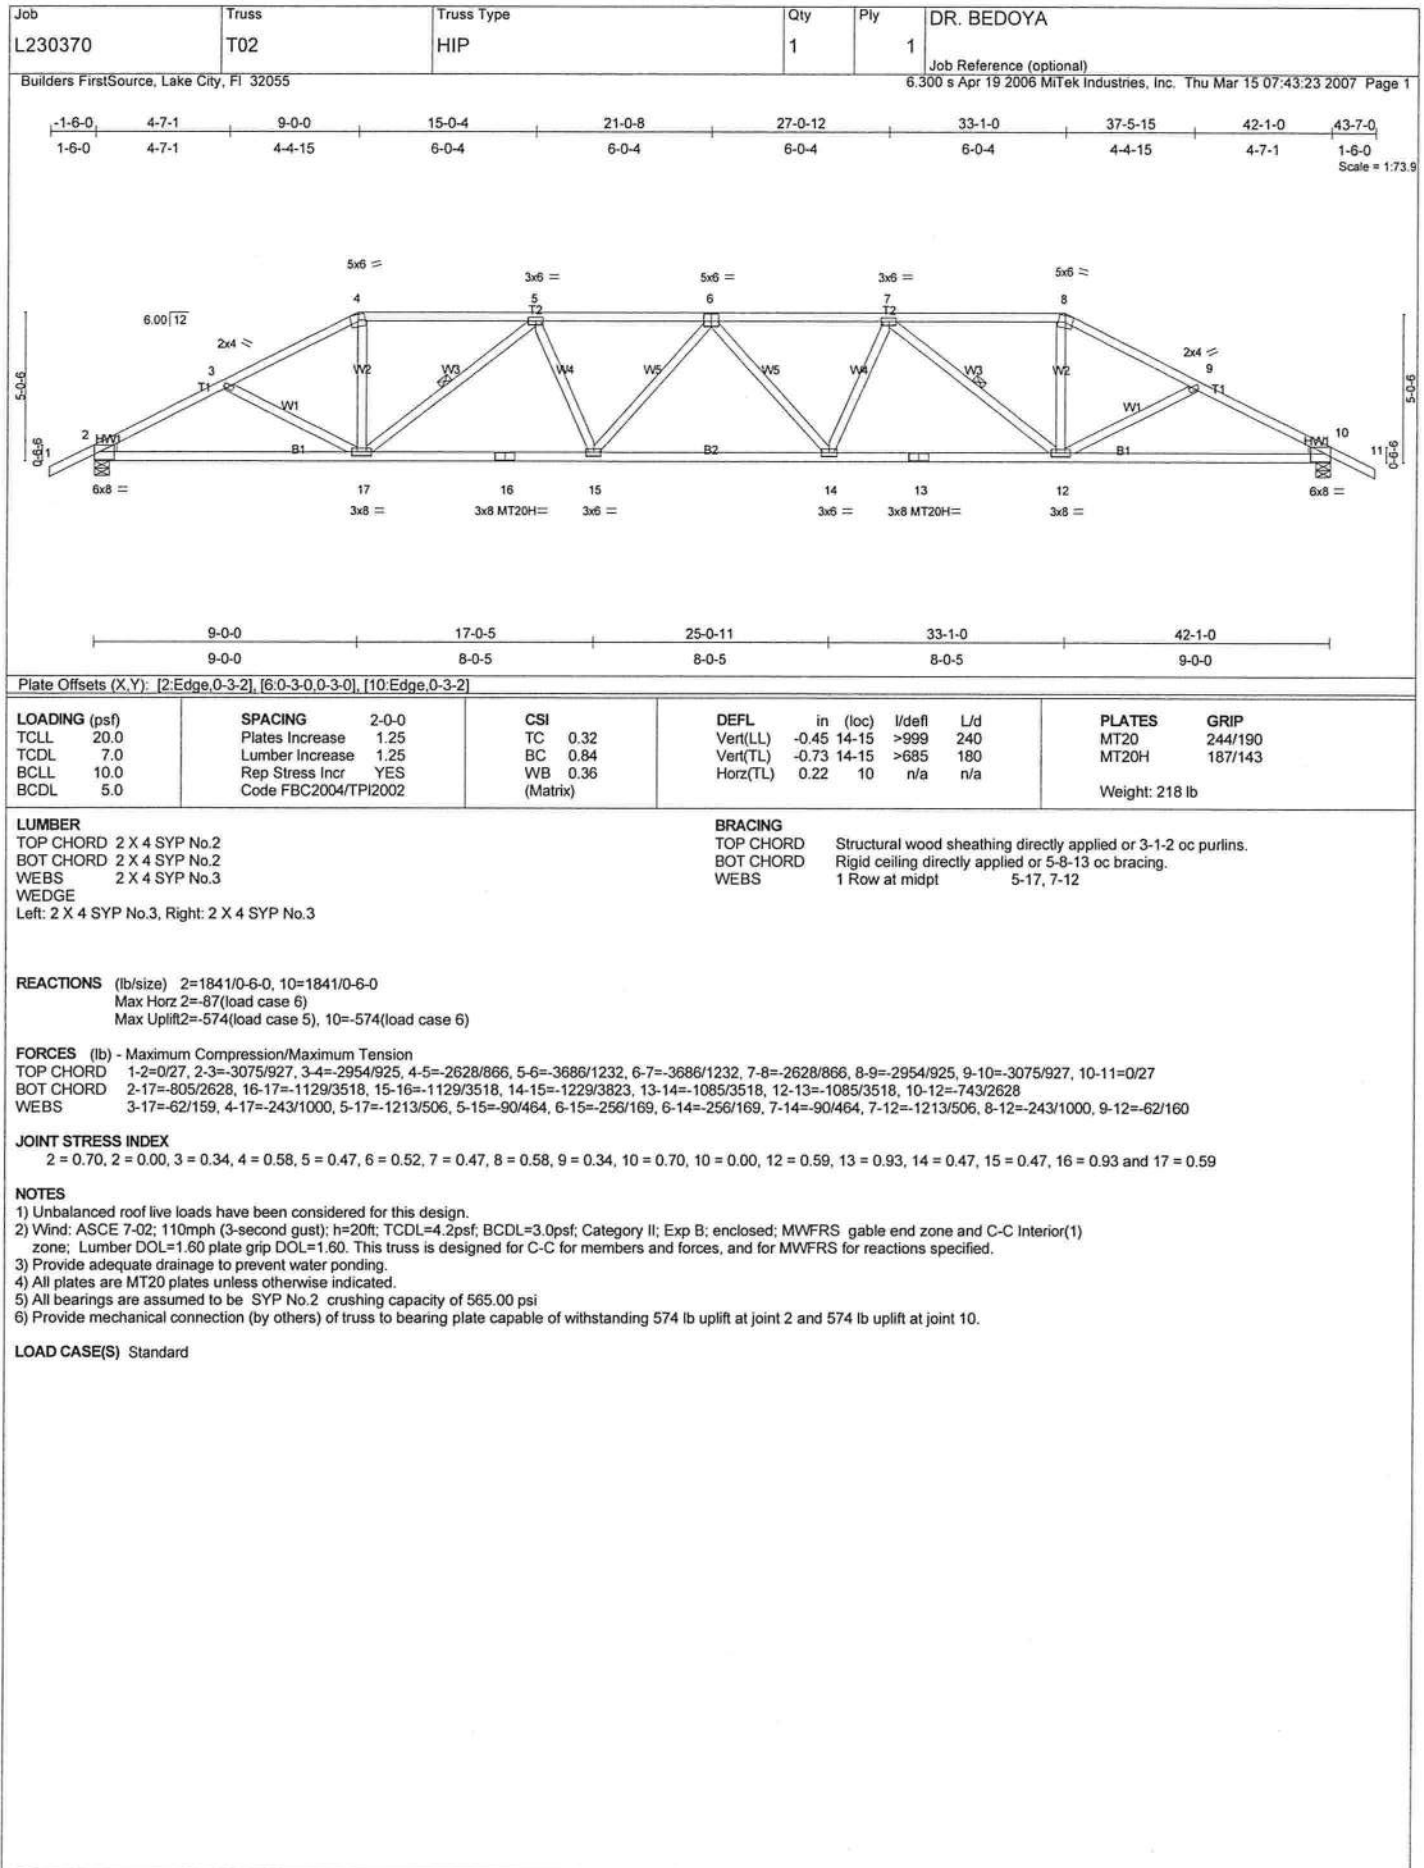 Job Truss Truss Type Qty Ply DR. BEDOYA
L230370 T02 HIP 1 1
Job Reference (optional)
Builders FirstSource, Lake City, Fl 32055 6.300 s Apr 19 2006 MiTek Industries, Inc. Thu Mar 15 07:43:23 2007 Page 1
-1-6-0 4-7-1 9-0-0 15-0-4 21-0-8 27-0-12 33-1-0 37-5-15 42-1-0 43-7-0
1-6-0 4-7-1 4-4-15 6-0-4 6-0-4 6-0-4 6-0-4 4-4-15 4-7-1 1-6-0
Scale = 1:73.9
5x6 = 3x6 = 5x6 = 3x6 = 5x6 =
4 5 6 7 8
T2 T2
6.00 12
2x4 = 2x4 =
3 9
T1 W2 W3 W4 W5 W5 W4 W3 W2 T1
5-0-6 5-0-6
W1 W1
2 HW1 HW1 10
B1 B2 B1
1 11
0-6-6 0-6-6
6x8 = 17 16 15 14 13 12 6x8 =
3x8 = 3x8 MT20H= 3x6 = 3x6 = 3x8 MT20H= 3x8 =
9-0-0 17-0-5 25-0-11 33-1-0 42-1-0
9-0-0 8-0-5 8-0-5 8-0-5 9-0-0
Plate Offsets (X,Y): [2:Edge,0-3-2], [6:0-3-0,0-3-0], [10:Edge,0-3-2]
LOADING (psf) SPACING 2-0-0 CSI DEFL in (loc) l/defl L/d PLATES GRIP
TCLL 20.0 Plates Increase 1.25 TC 0.32 Vert(LL) -0.45 14-15 >999 240 MT20 244/190
TCDL 7.0 Lumber Increase 1.25 BC 0.84 Vert(TL) -0.73 14-15 >685 180 MT20H 187/143
BCLL 10.0 Rep Stress Incr YES WB 0.36 Horz(TL) 0.22 10 n/a n/a
BCDL 5.0 Code FBC2004/TPI2002 (Matrix) Weight: 218 lb
LUMBER
TOP CHORD 2 X 4 SYP No.2
BOT CHORD 2 X 4 SYP No.2
WEBS 2 X 4 SYP No.3
WEDGE
Left: 2 X 4 SYP No.3, Right: 2 X 4 SYP No.3
BRACING
TOP CHORD Structural wood sheathing directly applied or 3-1-2 oc purlins.
BOT CHORD Rigid ceiling directly applied or 5-8-13 oc bracing.
WEBS 1 Row at midpt 5-17, 7-12
REACTIONS (lb/size) 2=1841/0-6-0, 10=1841/0-6-0
Max Horz 2=-87(load case 6)
Max Uplift2=-574(load case 5), 10=-574(load case 6)
FORCES (lb) - Maximum Compression/Maximum Tension
TOP CHORD 1-2=0/27, 2-3=-3075/927, 3-4=-2954/925, 4-5=-2628/866, 5-6=-3686/1232, 6-7=-3686/1232, 7-8=-2628/866, 8-9=-2954/925, 9-10=-3075/927, 10-11=0/27
BOT CHORD 2-17=-805/2628, 16-17=-1129/3518, 15-16=-1129/3518, 14-15=-1229/3823, 13-14=-1085/3518, 12-13=-1085/3518, 10-12=-743/2628
WEBS 3-17=-62/159, 4-17=-243/1000, 5-17=-1213/506, 5-15=-90/464, 6-15=-256/169, 6-14=-256/169, 7-14=-90/464, 7-12=-1213/506, 8-12=-243/1000, 9-12=-62/160
JOINT STRESS INDEX
2 = 0.70, 2 = 0.00, 3 = 0.34, 4 = 0.58, 5 = 0.47, 6 = 0.52, 7 = 0.47, 8 = 0.58, 9 = 0.34, 10 = 0.70, 10 = 0.00, 12 = 0.59, 13 = 0.93, 14 = 0.47, 15 = 0.47, 16 = 0.93 and 17 = 0.59
NOTES
1) Unbalanced roof live loads have been considered for this design.
2) Wind: ASCE 7-02; 110mph (3-second gust); h=20ft; TCDL=4.2psf; BCDL=3.0psf; Category II; Exp B; enclosed; MWFRS gable end zone and C-C Interior(1)
zone; Lumber DOL=1.60 plate grip DOL=1.60. This truss is designed for C-C for members and forces, and for MWFRS for reactions specified.
3) Provide adequate drainage to prevent water ponding.
4) All plates are MT20 plates unless otherwise indicated.
5) All bearings are assumed to be SYP No.2 crushing capacity of 565.00 psi
6) Provide mechanical connection (by others) of truss to bearing plate capable of withstanding 574 lb uplift at joint 2 and 574 lb uplift at joint 10.
LOAD CASE(S) Standard